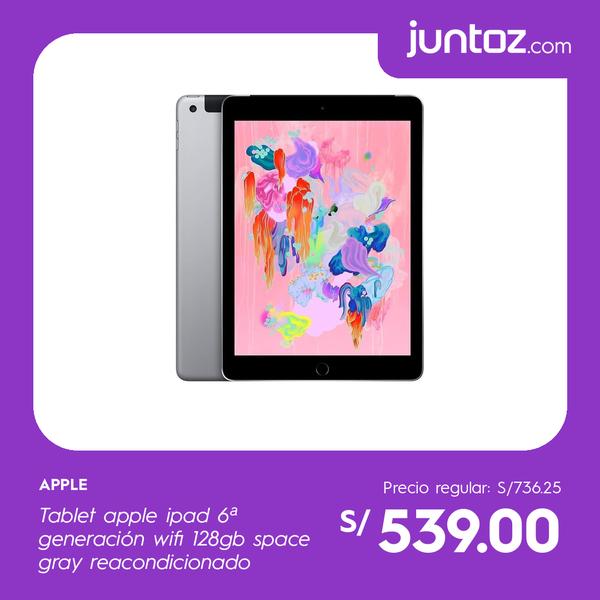 juntoz.com
APPLE
Tablet apple ipad 6ª
generación wifi 128gb space
gray reacondicionado
Precio regular: S/736.25
S/ 539.00